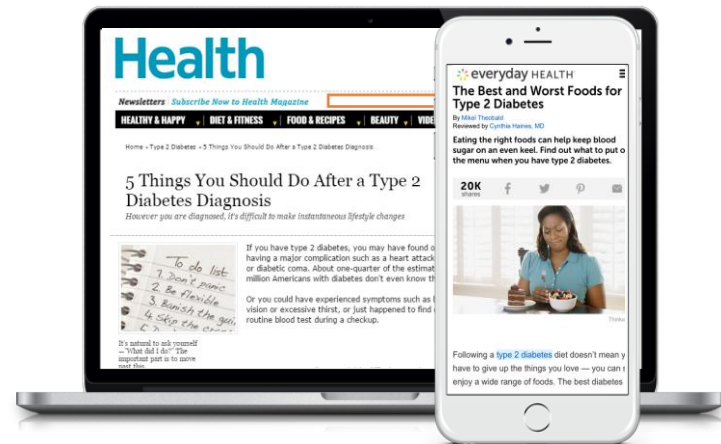 Health
Newsletters Subscribe Now to Health Magazine
HEALTHY & HAPPY DIET & FITNESS FOOD & RECIPES BEAUTY VIDE
Home › Type 2 Diabetes › 5 Things You Should Do After a Type 2 Diabetes Diagnosis
5 Things You Should Do After a Type 2
Diabetes Diagnosis
However you are diagnosed, it's difficult to make instantaneous lifestyle changes
To do list
1. Don't panic
2. Be flexible
3. Banish the
4. Skip the
It's natural to ask yourself
—"What did I do?" The
important part is to move
past this.
If you have type 2 diabetes, you may have found o
having a major complication such as a heart attack
or diabetic coma. About one-quarter of the estimat
million Americans with diabetes don't even know th
Or you could have experienced symptoms such as
vision or excessive thirst, or just happened to find
routine blood test during a checkup.
everyday HEALTH
The Best and Worst Foods for
Type 2 Diabetes
By Mikel Theobald
Reviewed by Cynthia Haines, MD
Eating the right foods can help keep blood
sugar on an even keel. Find out what to put o
the menu when you have type 2 diabetes.
20K
shares
Thinks
Following a type 2 diabetes diet doesn't mean y
have to give up the things you love — you can
enjoy a wide range of foods. The best diabetes